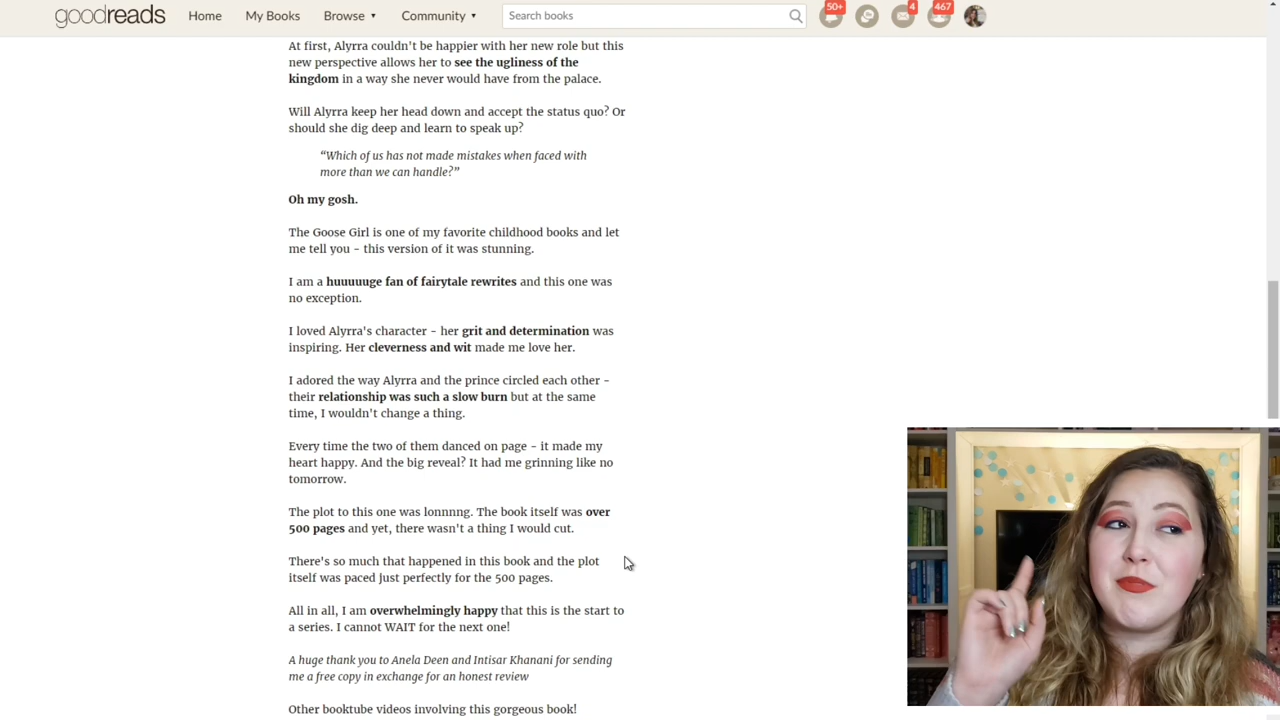 goodreads
Home
My Books
Browse
Community
Search books
50+
4
467
At first, Alyrra couldn't be happier with her new role but this
new perspective allows her to see the ugliness of the
kingdom in a way she never would have from the palace.
Will Alyrra keep her head down and accept the status quo? Or
should she dig deep and learn to speak up?
“Which of us has not made mistakes when faced with
more than we can handle?”
Oh my gosh.
The Goose Girl is one of my favorite childhood books and let
me tell you - this version of it was stunning.
I am a huuuuuge fan of fairytale rewrites and this one was
no exception.
I loved Alyrra's character - her grit and determination was
inspiring. Her cleverness and wit made me love her.
I adored the way Alyrra and the prince circled each other -
their relationship was such a slow burn but at the same
time, I wouldn't change a thing.
Every time the two of them danced on page - it made my
heart happy. And the big reveal? It had me grinning like no
tomorrow.
The plot to this one was lonnnng. The book itself was over
500 pages and yet, there wasn't a thing I would cut.
There's so much that happened in this book and the plot
itself was paced just perfectly for the 500 pages.
All in all, I am overwhelmingly happy that this is the start to
a series. I cannot WAIT for the next one!
A huge thank you to Anela Deen and Intisar Khanani for sending
me a free copy in exchange for an honest review
Other booktube videos involving this gorgeous book!